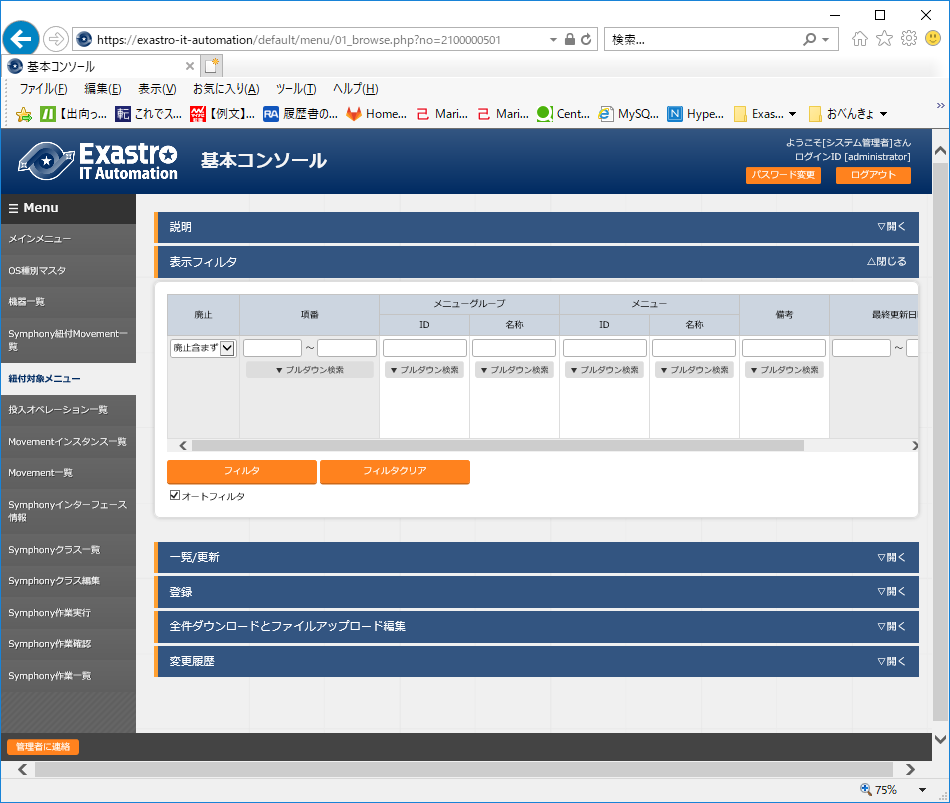 https://exastro-it-automation/default/menu/01_browse.php?no=2100000501
検索...
基本コンソール
ファイル(F) 編集(E) 表示(V) お気に入り(A) ツール(T) ヘルプ(H)
【出向っ... これでスス... 【例文】... 履歴書の... Home... Mari... Mari... Cent... MySQ... Hype... Exas... おべんきょ
Exastro
IT Automation
基本コンソール
ようこそ[システム管理者]さん
ログインID [administrator]
パスワード変更 ログアウト
Menu
メインメニュー
OS種別マスタ
機器一覧
Symphony紐付Movement一
覧
紐付対象メニュー
投入オペレーション一覧
Movementインスタンス一覧
Movement一覧
Symphonyインターフェース
情報
Symphonyクラス一覧
Symphonyクラス編集
Symphony作業実行
Symphony作業確認
Symphony作業一覧
説明 ▽開く
表示フィルタ △閉じる
廃止 項番 メニューグループ メニュー 備考 最終更新日
ID 名称 ID 名称
廃止含まず ～ ～
▼プルダウン検索 ▼プルダウン検索 ▼プルダウン検索 ▼プルダウン検索 ▼プルダウン検索 ▼プルダウン検索
フィルタ フィルタクリア
オートフィルタ
一覧/更新 ▽開く
登録 ▽開く
全件ダウンロードとファイルアップロード編集 ▽開く
変更履歴 ▽開く
管理者に連絡
75%